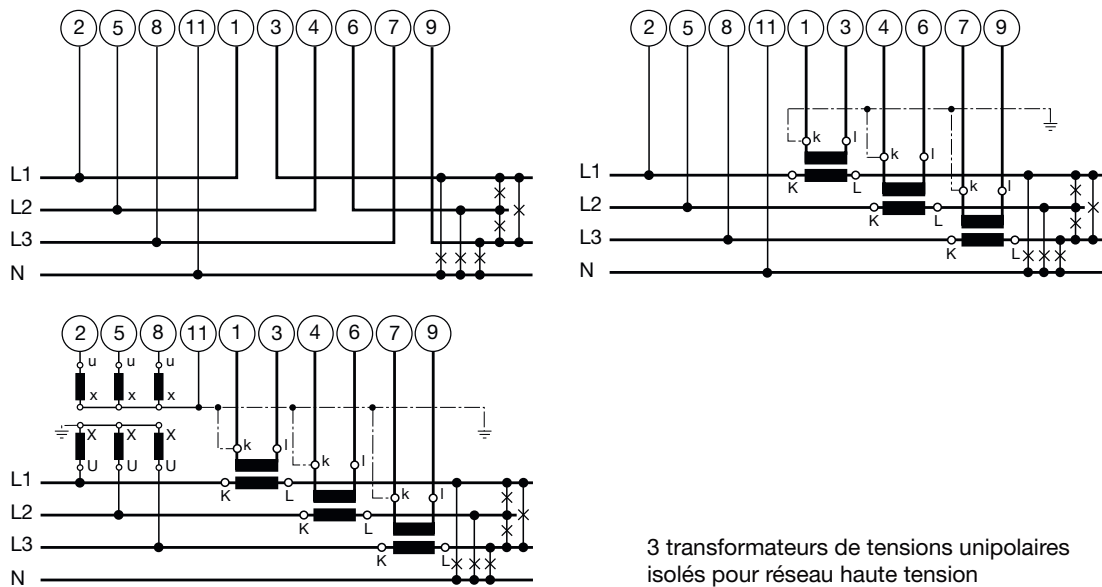 2 5 8 11 1 3 4 6 7 9
L1
L2
L3
N
2 5 8 11 1 3 4 6 7 9
k l
k l
L1 k l
K L
L2
K L
L3
K L
N
2 5 8 11 1 3 4 6 7 9
u u u
x x x
X X X k l
U U U k l
L1
K L k l
L2
K L
L3
K L
N
3 transformateurs de tensions unipolaires
isolés pour réseau haute tension